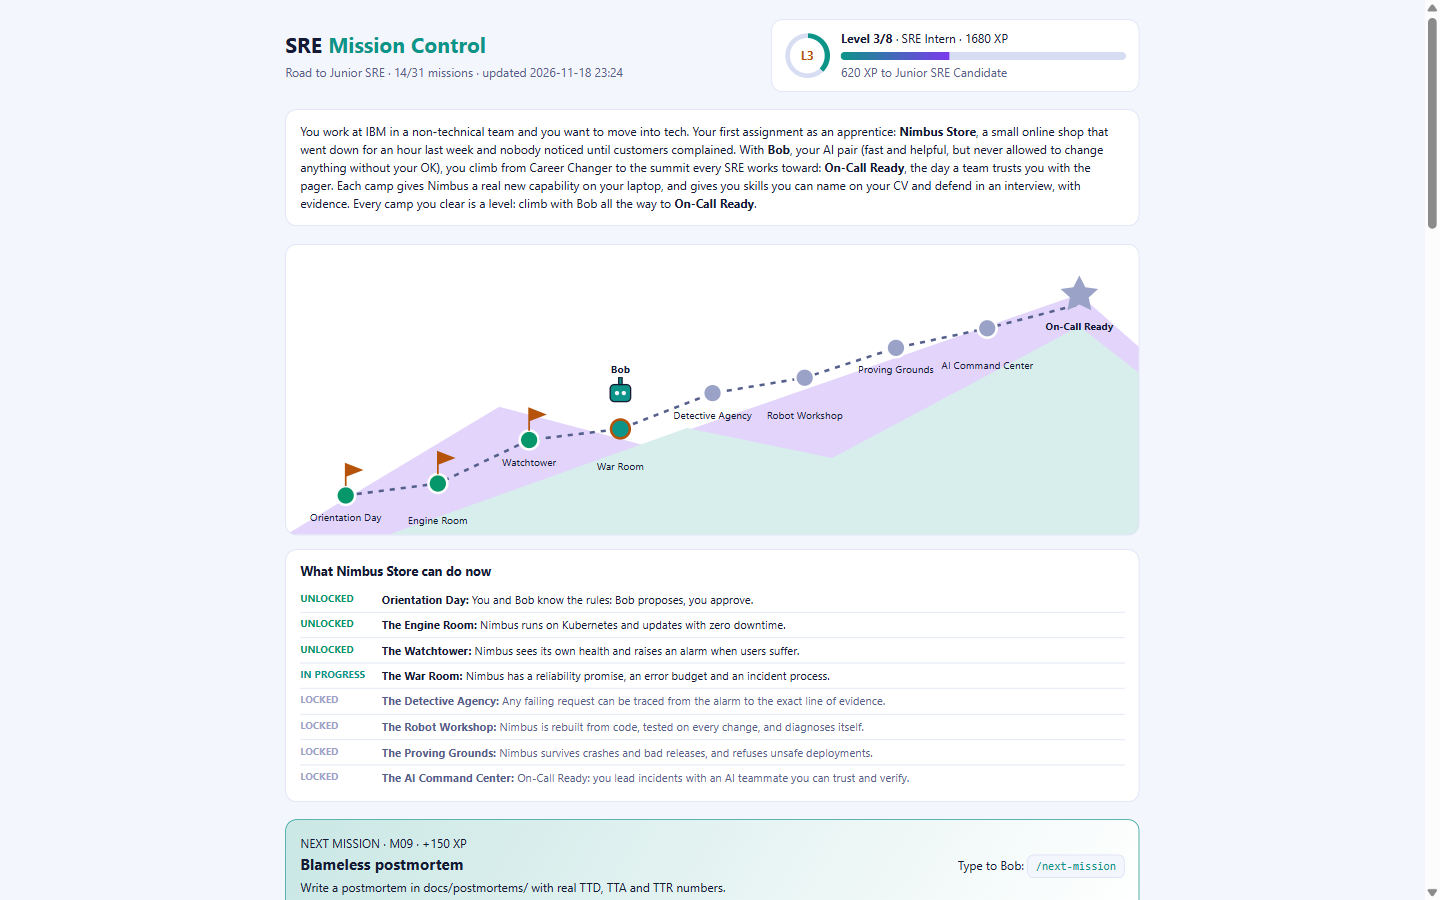 SRE Mission Control
Road to Junior SRE · 14/31 missions · updated 2026-11-18 23:24
L3
Level 3/8 · SRE Intern · 1680 XP
620 XP to Junior SRE Candidate
You work at IBM in a non-technical team and you want to move into tech. Your first assignment as an apprentice: Nimbus Store, a small online shop that
went down for an hour last week and nobody noticed until customers complained. With Bob, your AI pair (fast and helpful, but never allowed to change
anything without your OK), you climb from Career Changer to the summit every SRE works toward: On-Call Ready, the day a team trusts you with the
pager. Each camp gives Nimbus a real new capability on your laptop, and gives you skills you can name on your CV and defend in an interview, with
evidence. Every camp you clear is a level: climb with Bob all the way to On-Call Ready.
On-Call Ready
AI Command Center
Proving Grounds
Bob
Detective Agency
Robot Workshop
Watchtower
War Room
Orientation Day
Engine Room
What Nimbus Store can do now
UNLOCKED Orientation Day: You and Bob know the rules: Bob proposes, you approve.
UNLOCKED The Engine Room: Nimbus runs on Kubernetes and updates with zero downtime.
UNLOCKED The Watchtower: Nimbus sees its own health and raises an alarm when users suffer.
IN PROGRESS The War Room: Nimbus has a reliability promise, an error budget and an incident process.
LOCKED The Detective Agency: Any failing request can be traced from the alarm to the exact line of evidence.
LOCKED The Robot Workshop: Nimbus is rebuilt from code, tested on every change, and diagnoses itself.
LOCKED The Proving Grounds: Nimbus survives crashes and bad releases, and refuses unsafe deployments.
LOCKED The AI Command Center: On-Call Ready: you lead incidents with an AI teammate you can trust and verify.
NEXT MISSION · M09 · +150 XP
Blameless postmortem
Write a postmortem in docs/postmortems/ with real TTD, TTA and TTR numbers.
Type to Bob: /next-mission